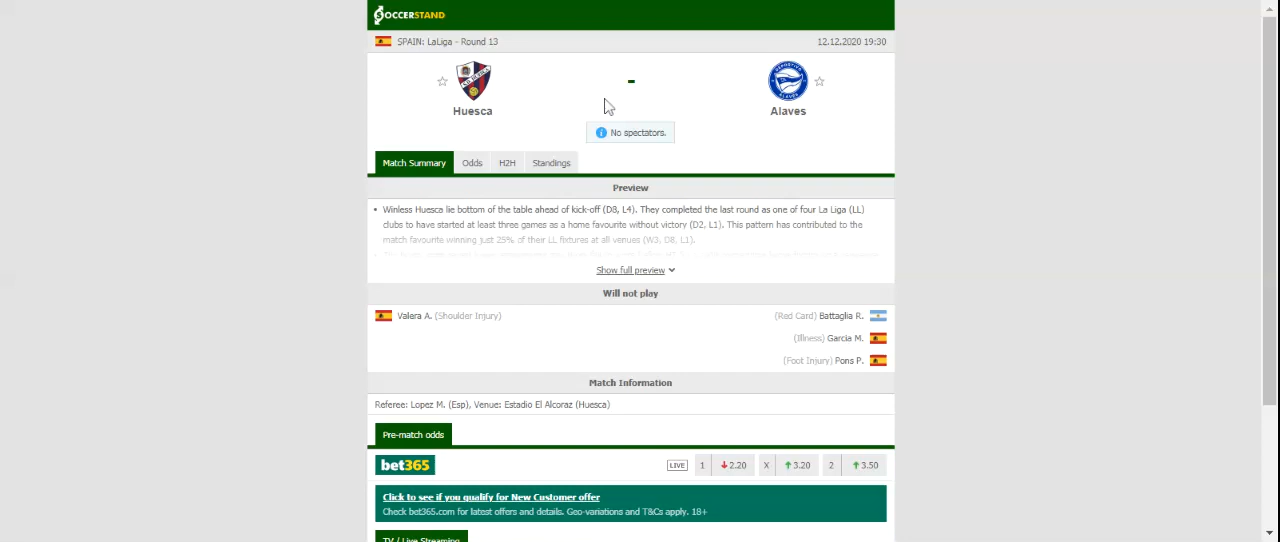 SOCCERSTAND
SPAIN: LaLiga - Round 13 12.12.2020 19:30
-
Huesca Alaves
No spectators.
Match Summary Odds H2H Standings
Preview
• Winless Huesca lie bottom of the table ahead of kick-off (D8, L4). They completed the last round as one of four La Liga (LL)
clubs to have started at least three games as a home favourite without victory (D2, L1). This pattern has contributed to the
match favourite winning just 25% of their LL fixtures at all venues (W3, D8, L1).
Show full preview
Will not play
Valera A. (Shoulder Injury) (Red Card) Battaglia R.
(Illness) Garcia M.
(Foot Injury) Pons P.
Match Information
Referee: Lopez M. (Esp), Venue: Estadio El Alcoraz (Huesca)
Pre-match odds
bet365 LIVE 1 2.20 X 3.20 2 3.50
Click to see if you qualify for New Customer offer
Check bet365.com for latest offers and details. Geo-variations and T&Cs apply. 18+
TV / Live Streaming